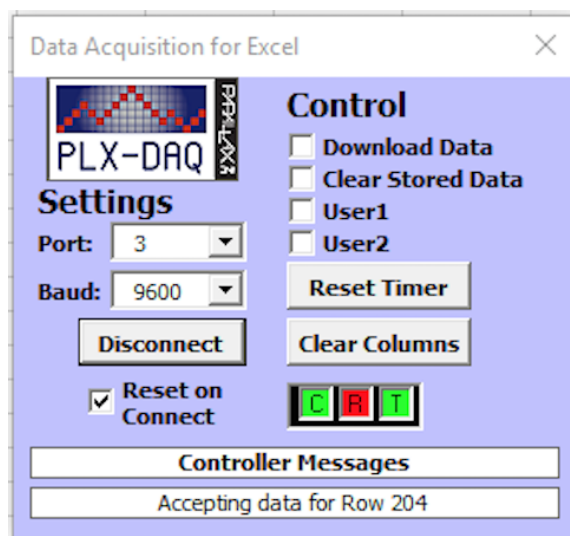 Data Acquisition for Excel
PLX-DAQ
PARALLAX
Settings
Port: 3
Baud: 9600
Disconnect
Reset on
Connect
Control
Download Data
Clear Stored Data
User1
User2
Reset Timer
Clear Columns
C R T
Controller Messages
Accepting data for Row 204